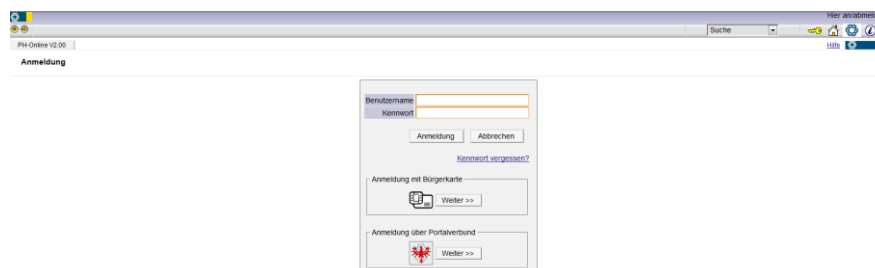 Hier an/abmeld
Suche
PH-Online V2.00
Hilfe
Anmeldung
Benutzername
Kennwort
Anmeldung Abbrechen
Kennwort vergessen?
Anmeldung mit Bürgerkarte
Weiter >>
Anmeldung über Portalverbund
Weiter >>